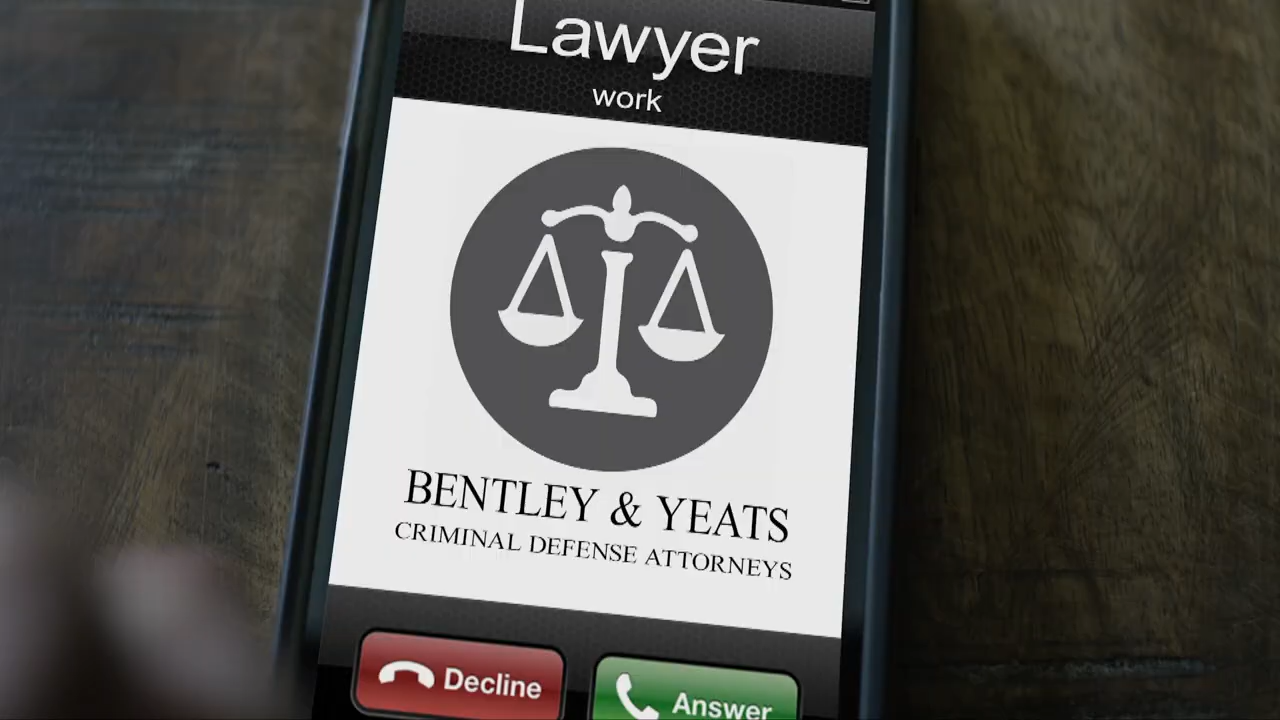 Lawyer
work
BENTLEY & YEATS
CRIMINAL DEFENSE ATTORNEYS
Decline
Answer